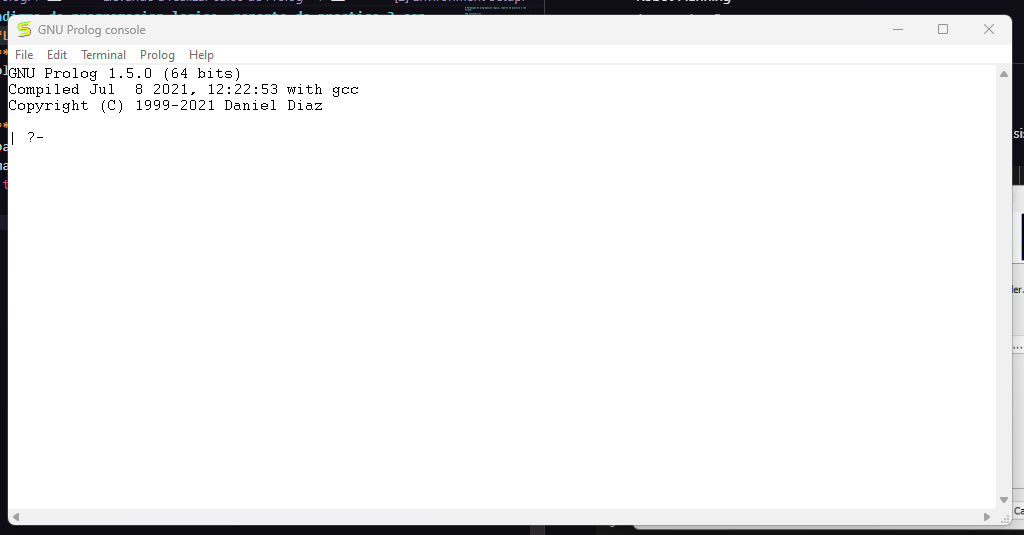 GNU Prolog console
File Edit Terminal Prolog Help
GNU Prolog 1.5.0 (64 bits)
Compiled Jul  8 2021, 12:22:53 with gcc
Copyright (C) 1999-2021 Daniel Diaz
| ?-